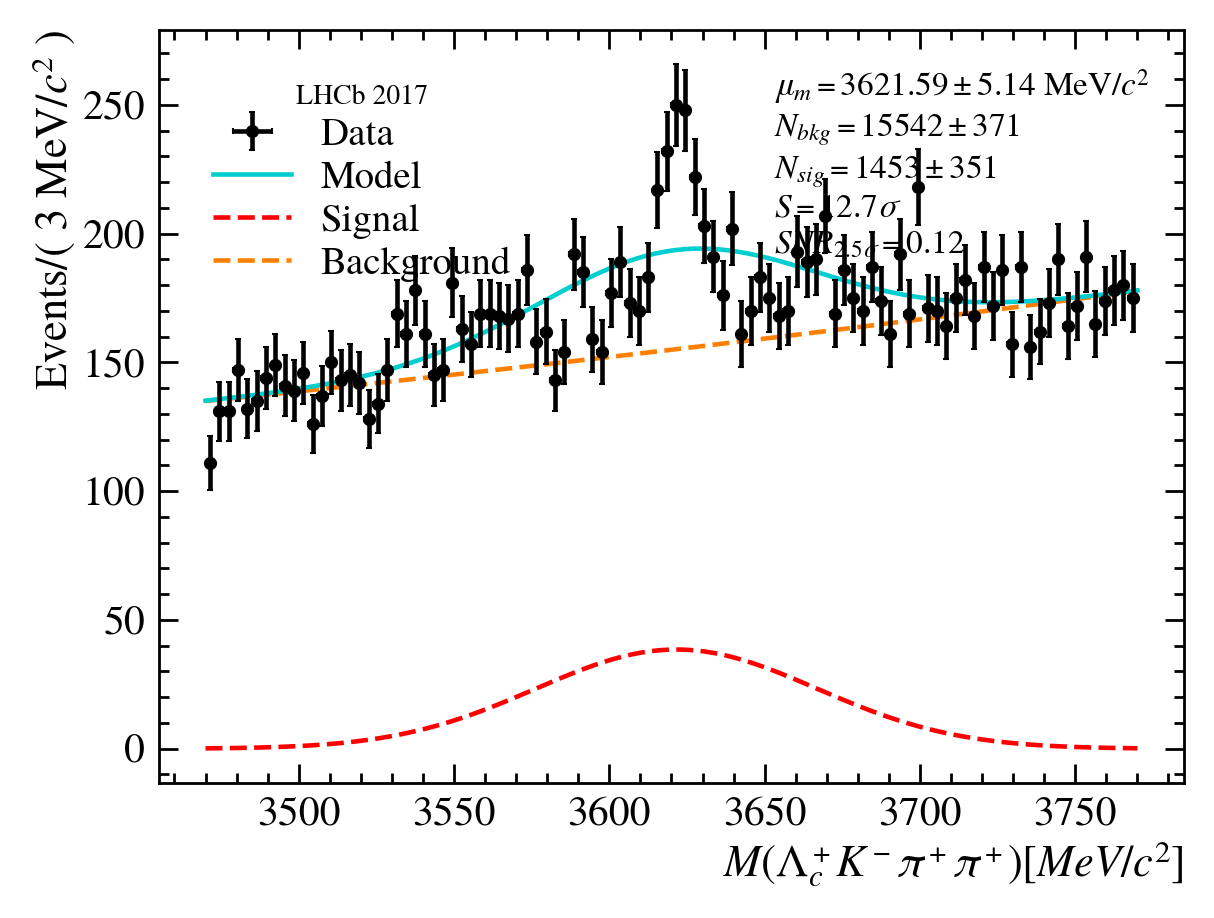 Events/( 3 MeV/c² )
250
200
150
100
50
0
LHCb 2017
Data
Model
Signal
Background
μₘ = 3621.59 ± 5.14 MeV/c²
N_bkg = 15542 ± 371
N_sig = 1453 ± 351
S = 12.7σ
SNR₂.₅σ = 0.12
3500
3550
3600
3650
3700
3750
M(Λ_c⁺K⁻π⁺π⁺)[MeV/c²]